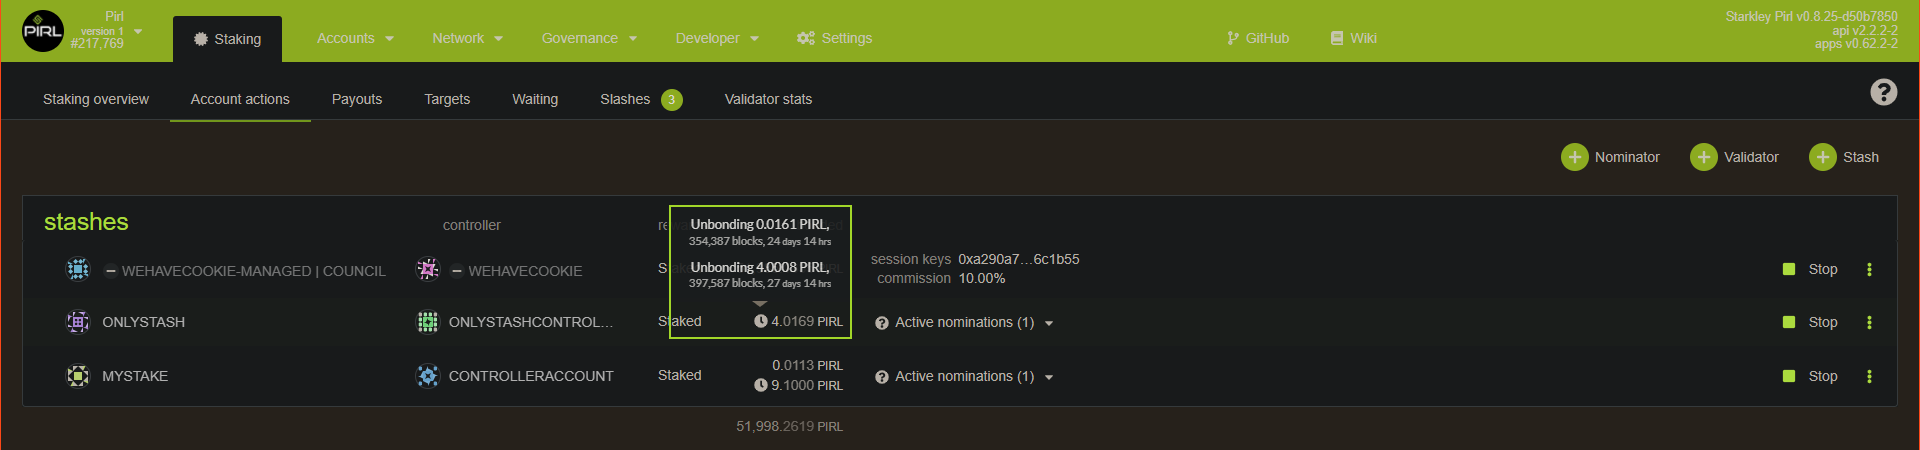 PIRL
Pirl
version 1
#217,769
Staking
Accounts
Network
Governance
Developer
Settings
GitHub
Wiki
Starkley Pirl v0.8.25-d50b7850
api v2.2.2-2
apps v0.62.2-2
Staking overview
Account actions
Payouts
Targets
Waiting
Slashes 3
Validator stats
Nominator
Validator
Stash
stashes
controller
Unbonding 0.0161 PIRL,
354,387 blocks, 24 days 14 hrs
Unbonding 4.0008 PIRL,
397,587 blocks, 27 days 14 hrs
WEHAVECOOKIE-MANAGED | COUNCIL
WEHAVECOOKIE
session keys 0xa290a7…6c1b55
commission 10.00%
Stop
ONLYSTASH
ONLYSTASHCONTROL…
Staked
4.0169 PIRL
Active nominations (1)
Stop
MYSTAKE
CONTROLLERACCOUNT
Staked
0.0113 PIRL
9.1000 PIRL
Active nominations (1)
Stop
51,998.2619 PIRL